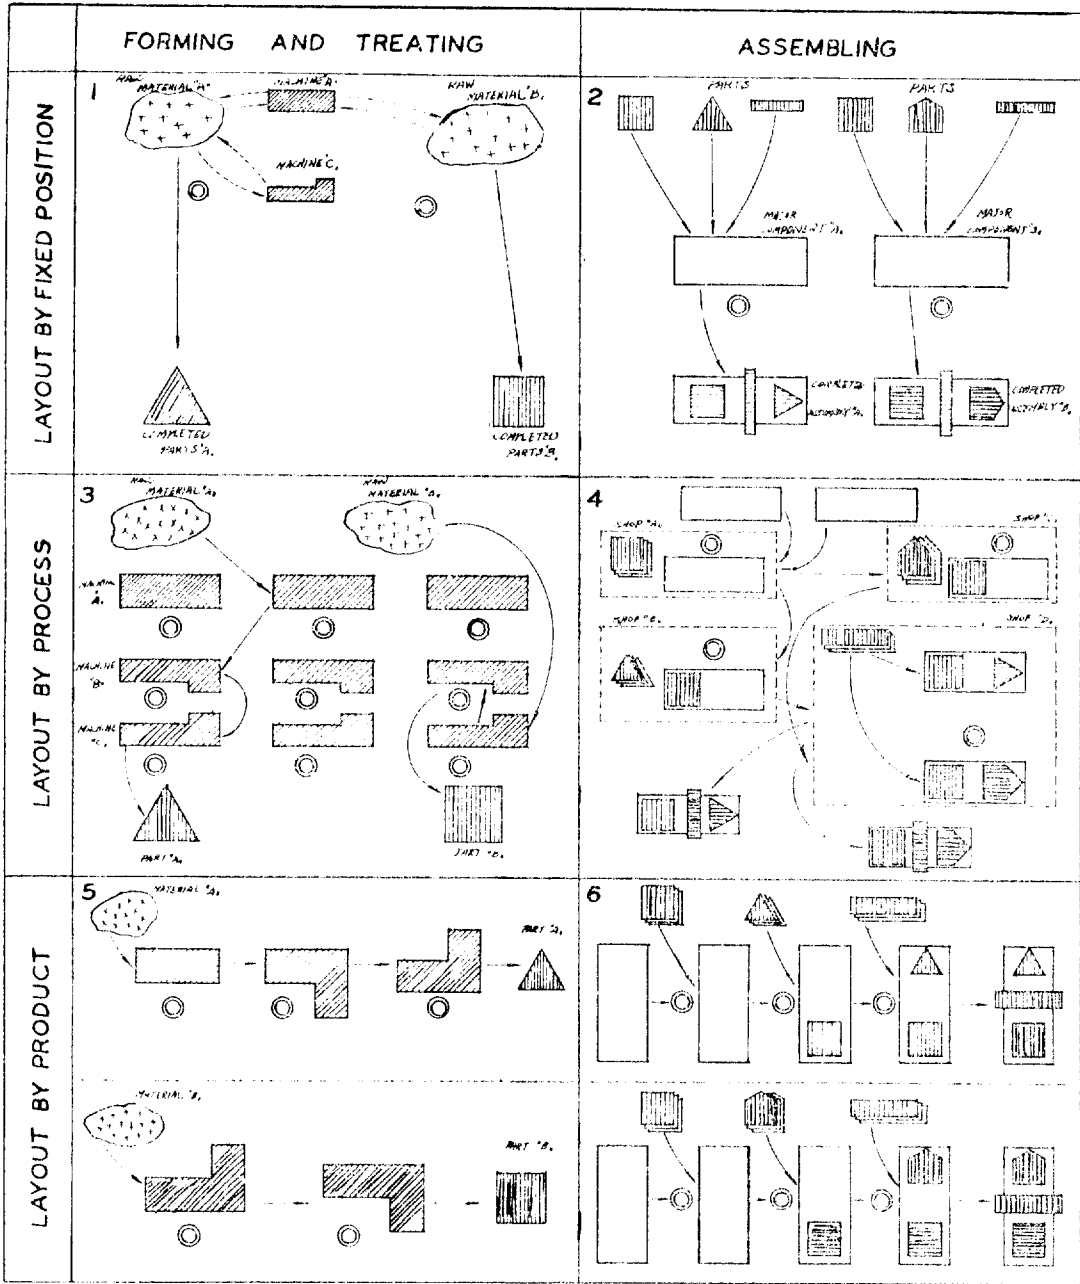 FORMING AND TREATING
ASSEMBLING
LAYOUT BY FIXED POSITION
1
RAW
MATERIAL "A"
MACHINE "A"
RAW
MATERIAL "B"
MACHINE "C"
COMPLETED
PARTS "A"
COMPLETED
PARTS "B"
2
PARTS
PARTS
MAJOR
COMPONENT "A"
MAJOR
COMPONENT "B"
COMPLETED
ASSEMBLY "A"
COMPLETED
ASSEMBLY "B"
LAYOUT BY PROCESS
3
RAW
MATERIAL "A"
RAW
MATERIAL "B"
MACHINE
"A"
MACHINE
"B"
MACHINE
"C"
PART "A"
PART "B"
4
SHOP "A"
SHOP "C"
SHOP "B"
SHOP "D"
LAYOUT BY PRODUCT
5
MATERIAL "A"
PART "A"
MATERIAL "B"
PART "B"
6